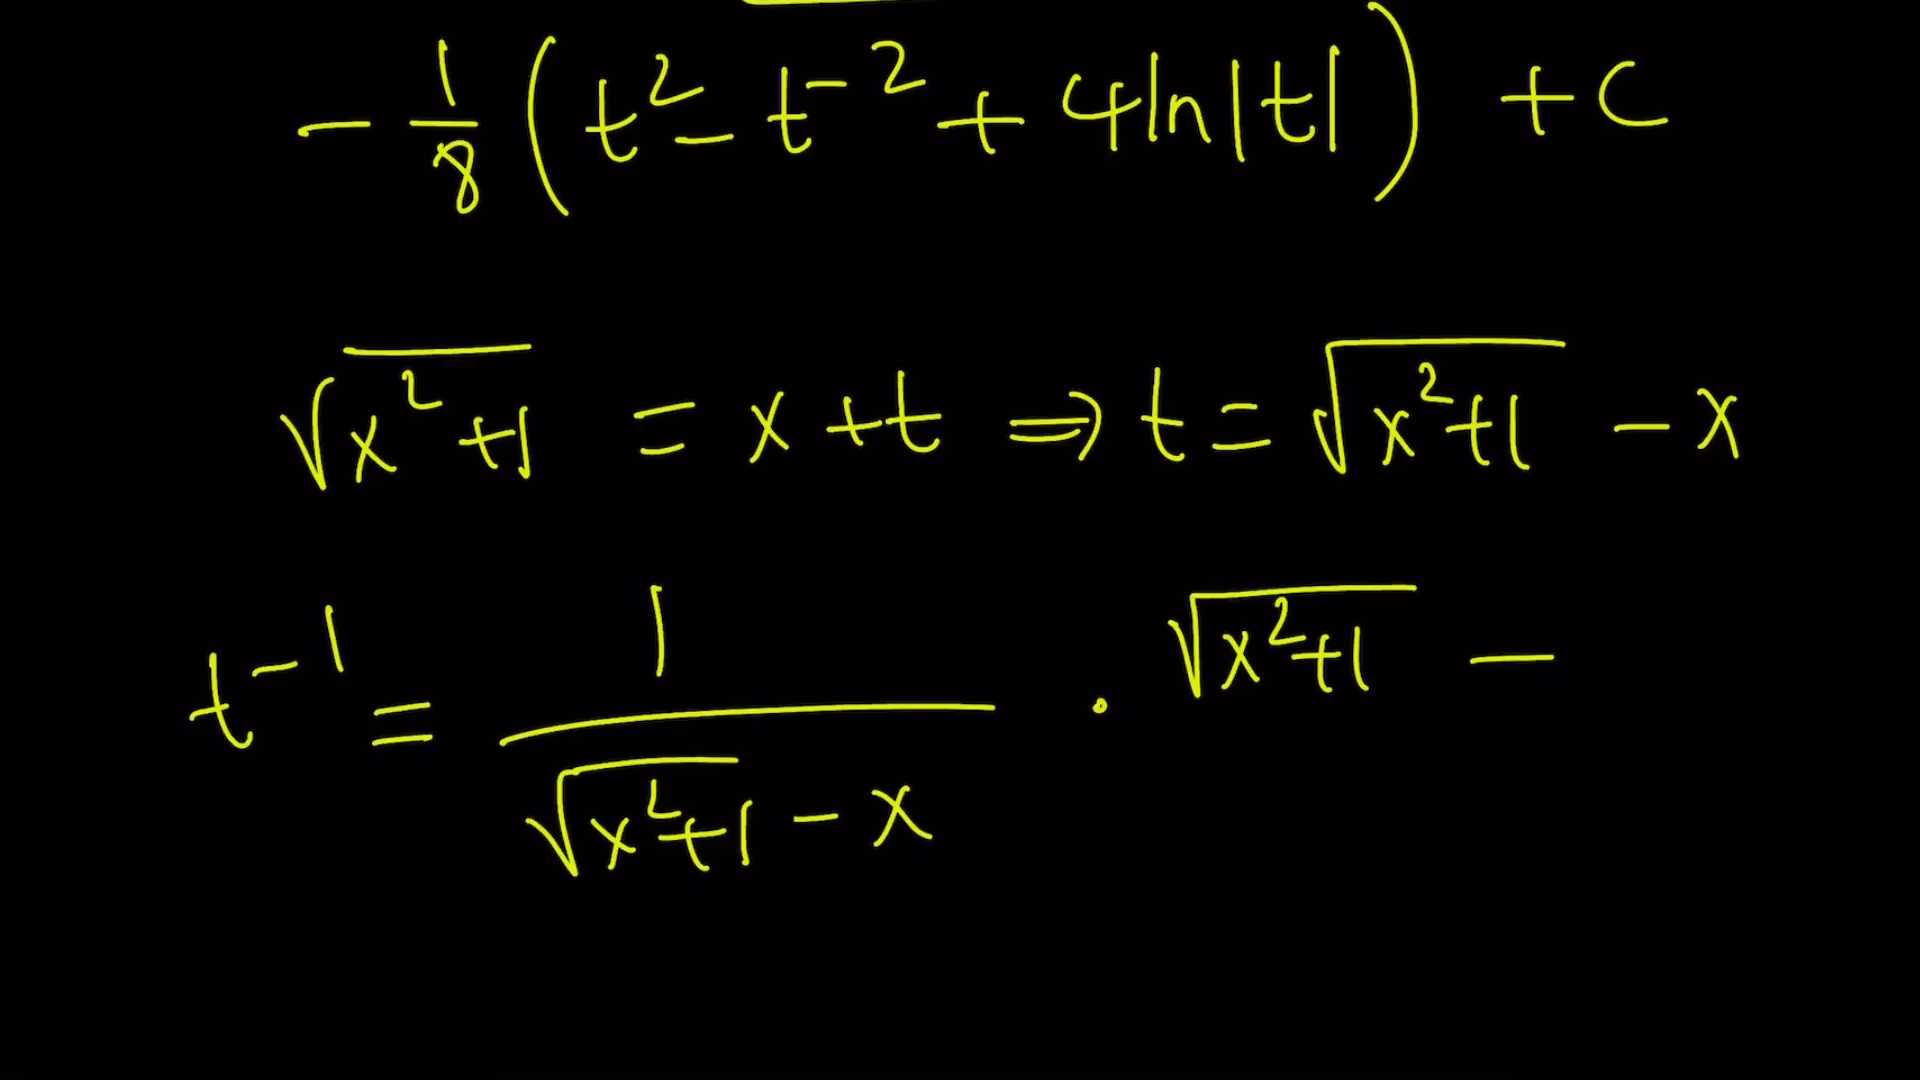 - 1/8 (t² - t⁻² + 4ln|t|) + C
√(x²+1) = x + t ⇒ t = √(x²+1) - x
t⁻¹ = 1/(√(x²+1) - x) · √(x²+1) -